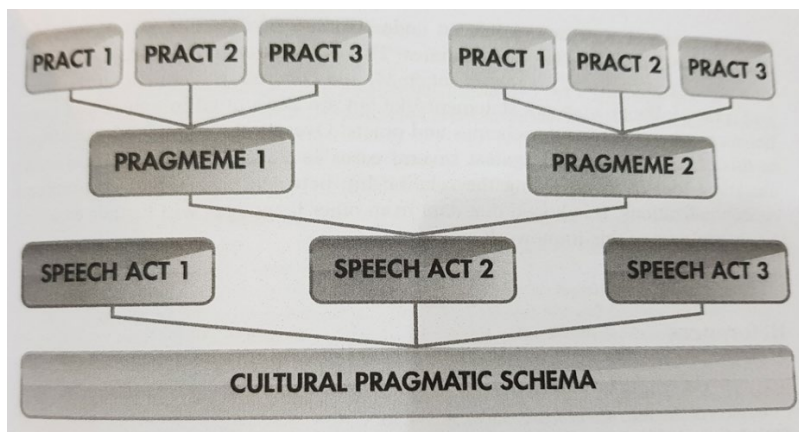 PRACT 1
PRACT 2
PRACT 3
PRACT 1
PRACT 2
PRACT 3
PRAGMEME 1
PRAGMEME 2
SPEECH ACT 1
SPEECH ACT 2
SPEECH ACT 3
CULTURAL PRAGMATIC SCHEMA